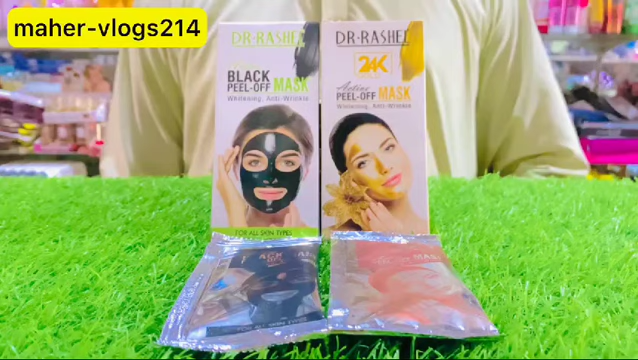 maher-vlogs214
DR-RASHEL
BLACK
PEEL-OFF MASK
Whitening, Anti-Wrinkle
FOR ALL SKIN TYPES
DR-RASHEL
24K
Active
PEEL-OFF MASK
Whitening, Anti-Wrinkle